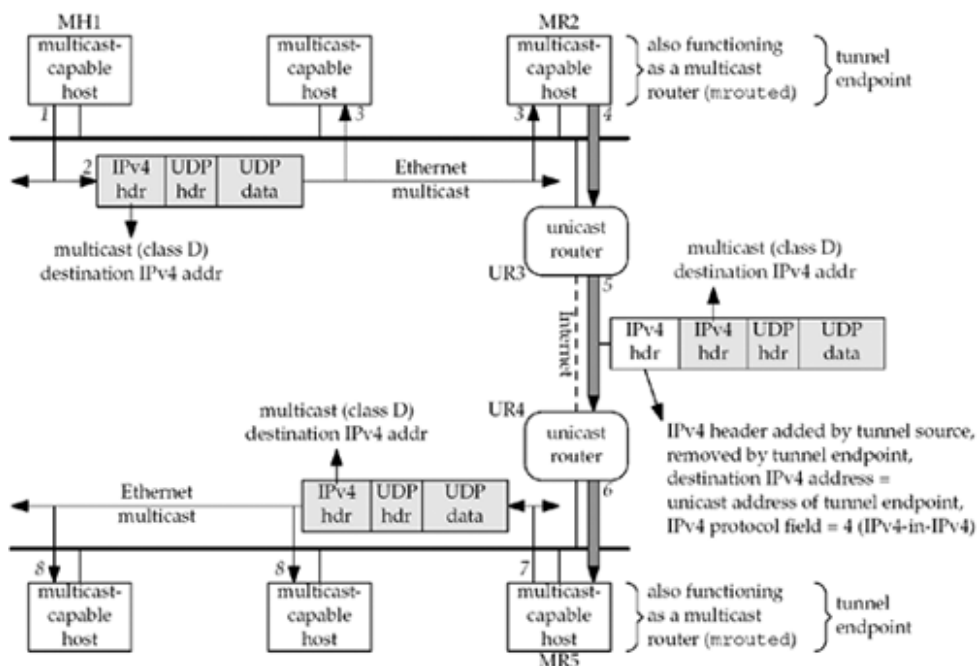 MH1
MR2
multicast-
capable
host
multicast-
capable
host
multicast-
capable
host
also functioning
as a multicast
router (mrouted)
tunnel
endpoint
1
3
3
4
2
IPv4
hdr
UDP
hdr
UDP
data
Ethernet
multicast
multicast (class D)
destination IPv4 addr
unicast
router
UR3
5
multicast (class D)
destination IPv4 addr
Internet
IPv4
hdr
IPv4
hdr
UDP
hdr
UDP
data
UR4
unicast
router
6
IPv4 header added by tunnel source,
removed by tunnel endpoint,
destination IPv4 address =
unicast address of tunnel endpoint,
IPv4 protocol field = 4 (IPv4-in-IPv4)
multicast (class D)
destination IPv4 addr
Ethernet
multicast
IPv4
hdr
UDP
hdr
UDP
data
8
8
7
multicast-
capable
host
multicast-
capable
host
multicast-
capable
host
also functioning
as a multicast
router (mrouted)
tunnel
endpoint
MR5